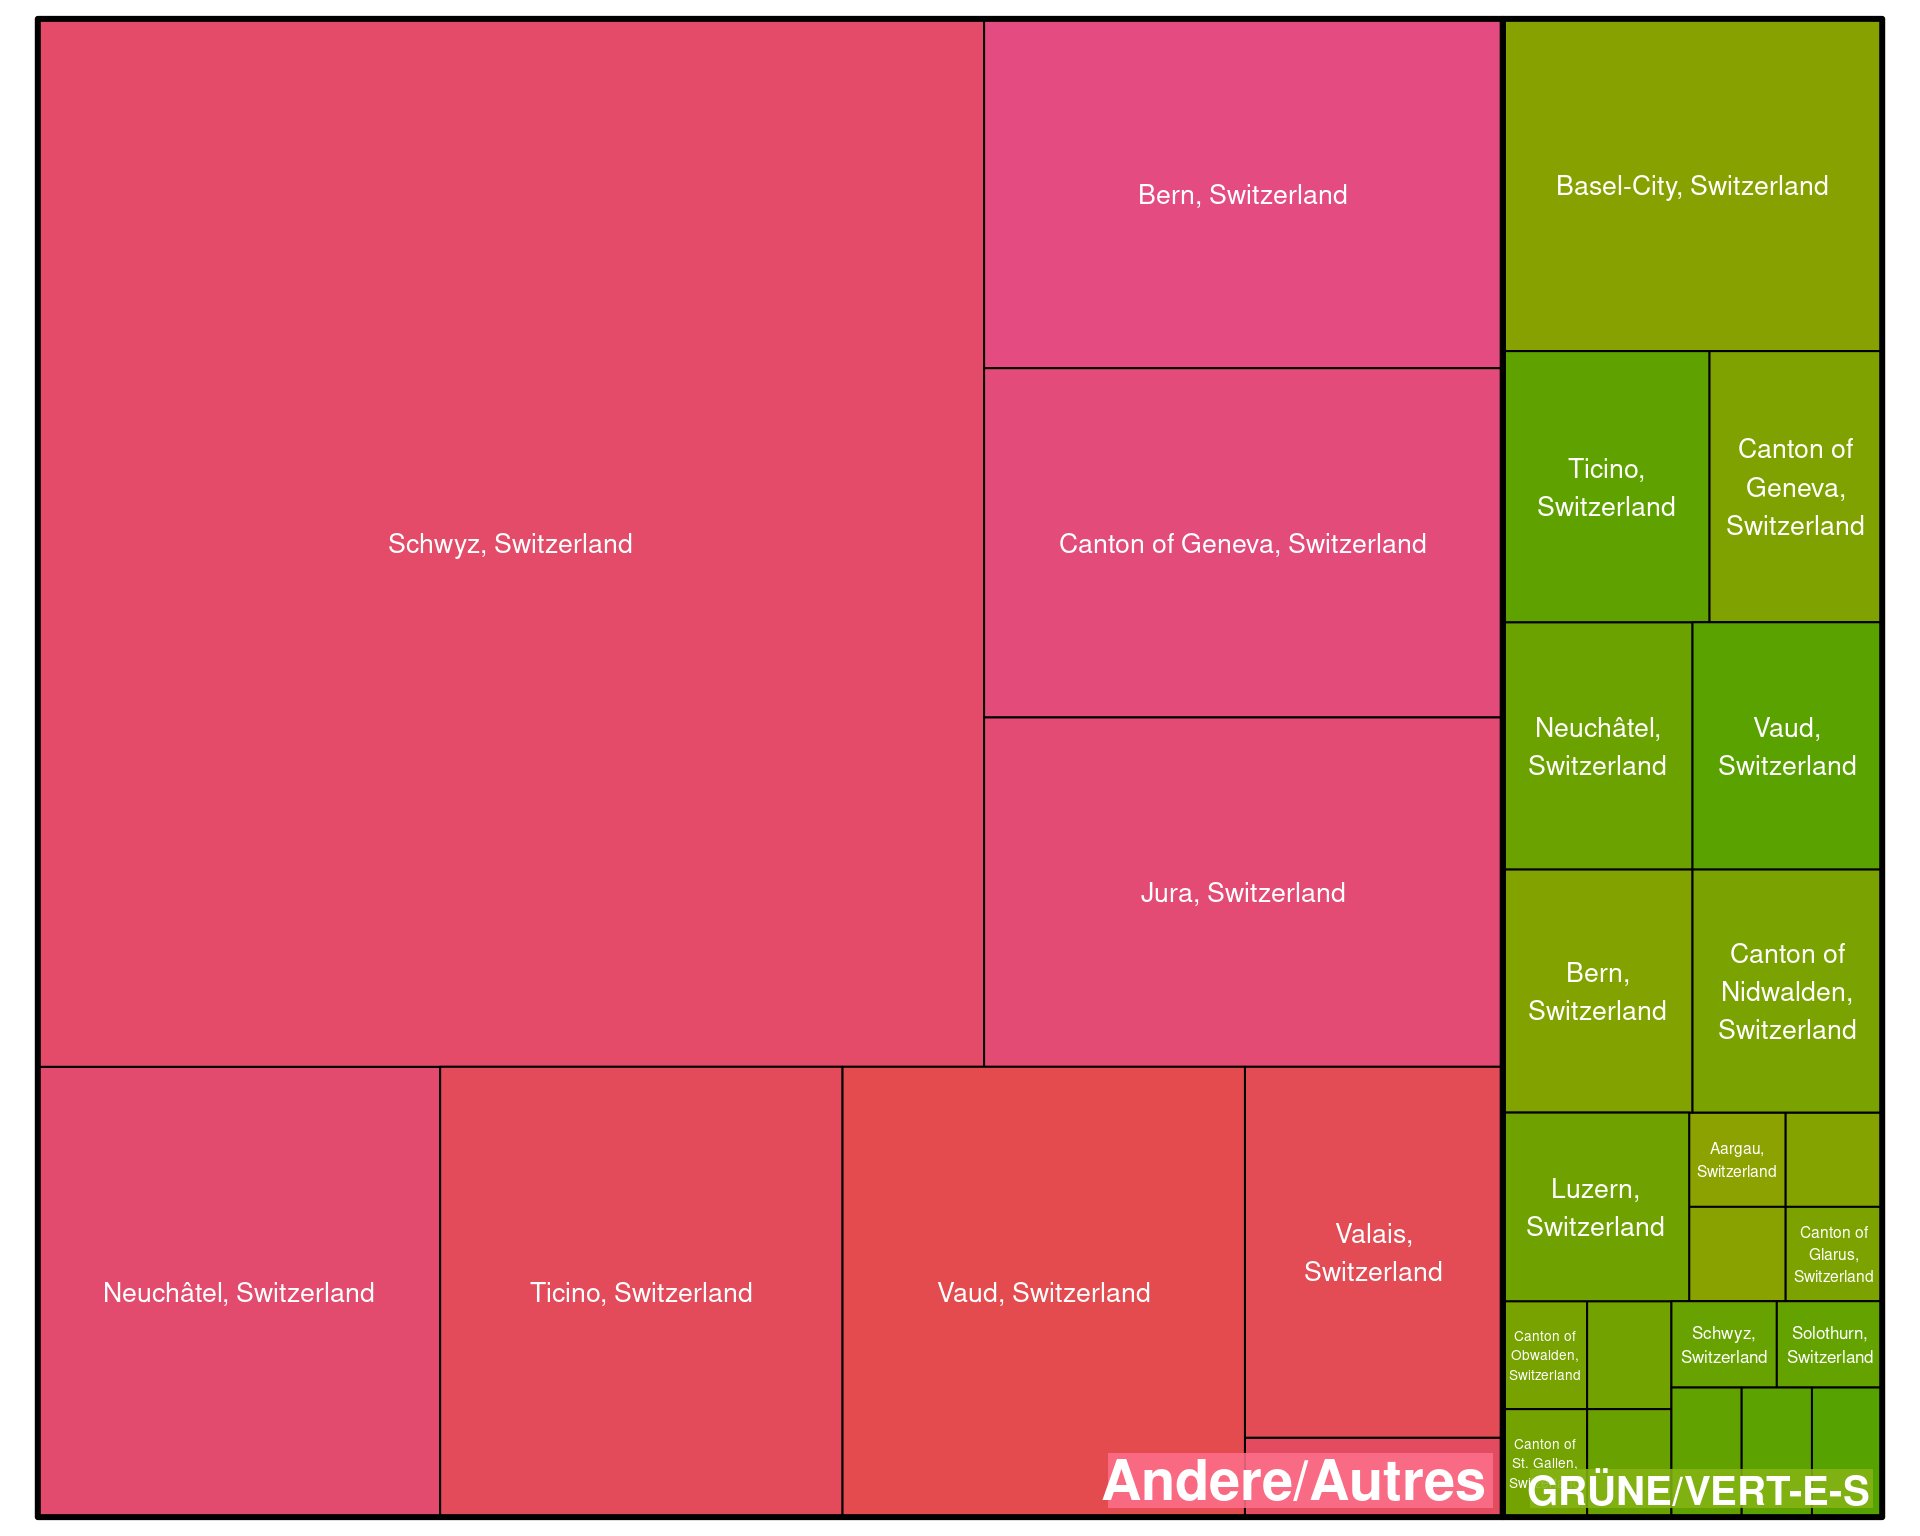 Schwyz, Switzerland
Bern, Switzerland
Canton of Geneva, Switzerland
Jura, Switzerland
Neuchâtel, Switzerland
Ticino, Switzerland
Vaud, Switzerland
Valais,
Switzerland
Andere/Autres
Basel-City, Switzerland
Ticino,
Switzerland
Canton of
Geneva,
Switzerland
Neuchâtel,
Switzerland
Vaud,
Switzerland
Bern,
Switzerland
Canton of
Nidwalden,
Switzerland
Luzern,
Switzerland
Aargau,
Switzerland
Canton of
Glarus,
Switzerland
Canton of
Obwalden,
Switzerland
Schwyz,
Switzerland
Solothurn,
Switzerland
Canton of
St. Gallen,
GRÜNE/VERT-E-S